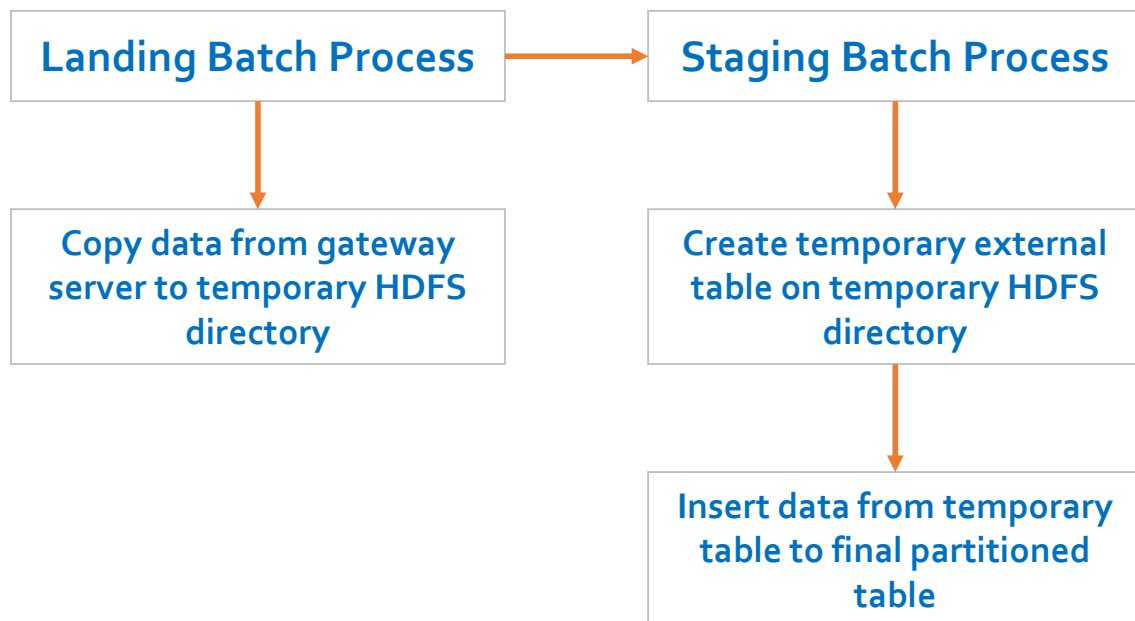 Landing Batch Process
Staging Batch Process
Copy data from gateway
server to temporary HDFS
directory
Create temporary external
table on temporary HDFS
directory
Insert data from temporary
table to final partitioned
table